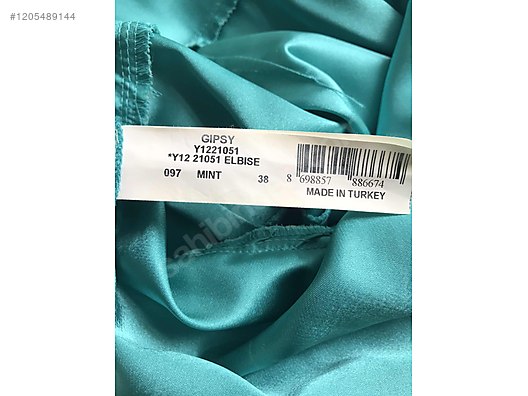 #1205489144
GIPSY
Y1221051
*Y12 21051 ELBISE
097 MINT 38
8 698857 886674
MADE IN TURKEY